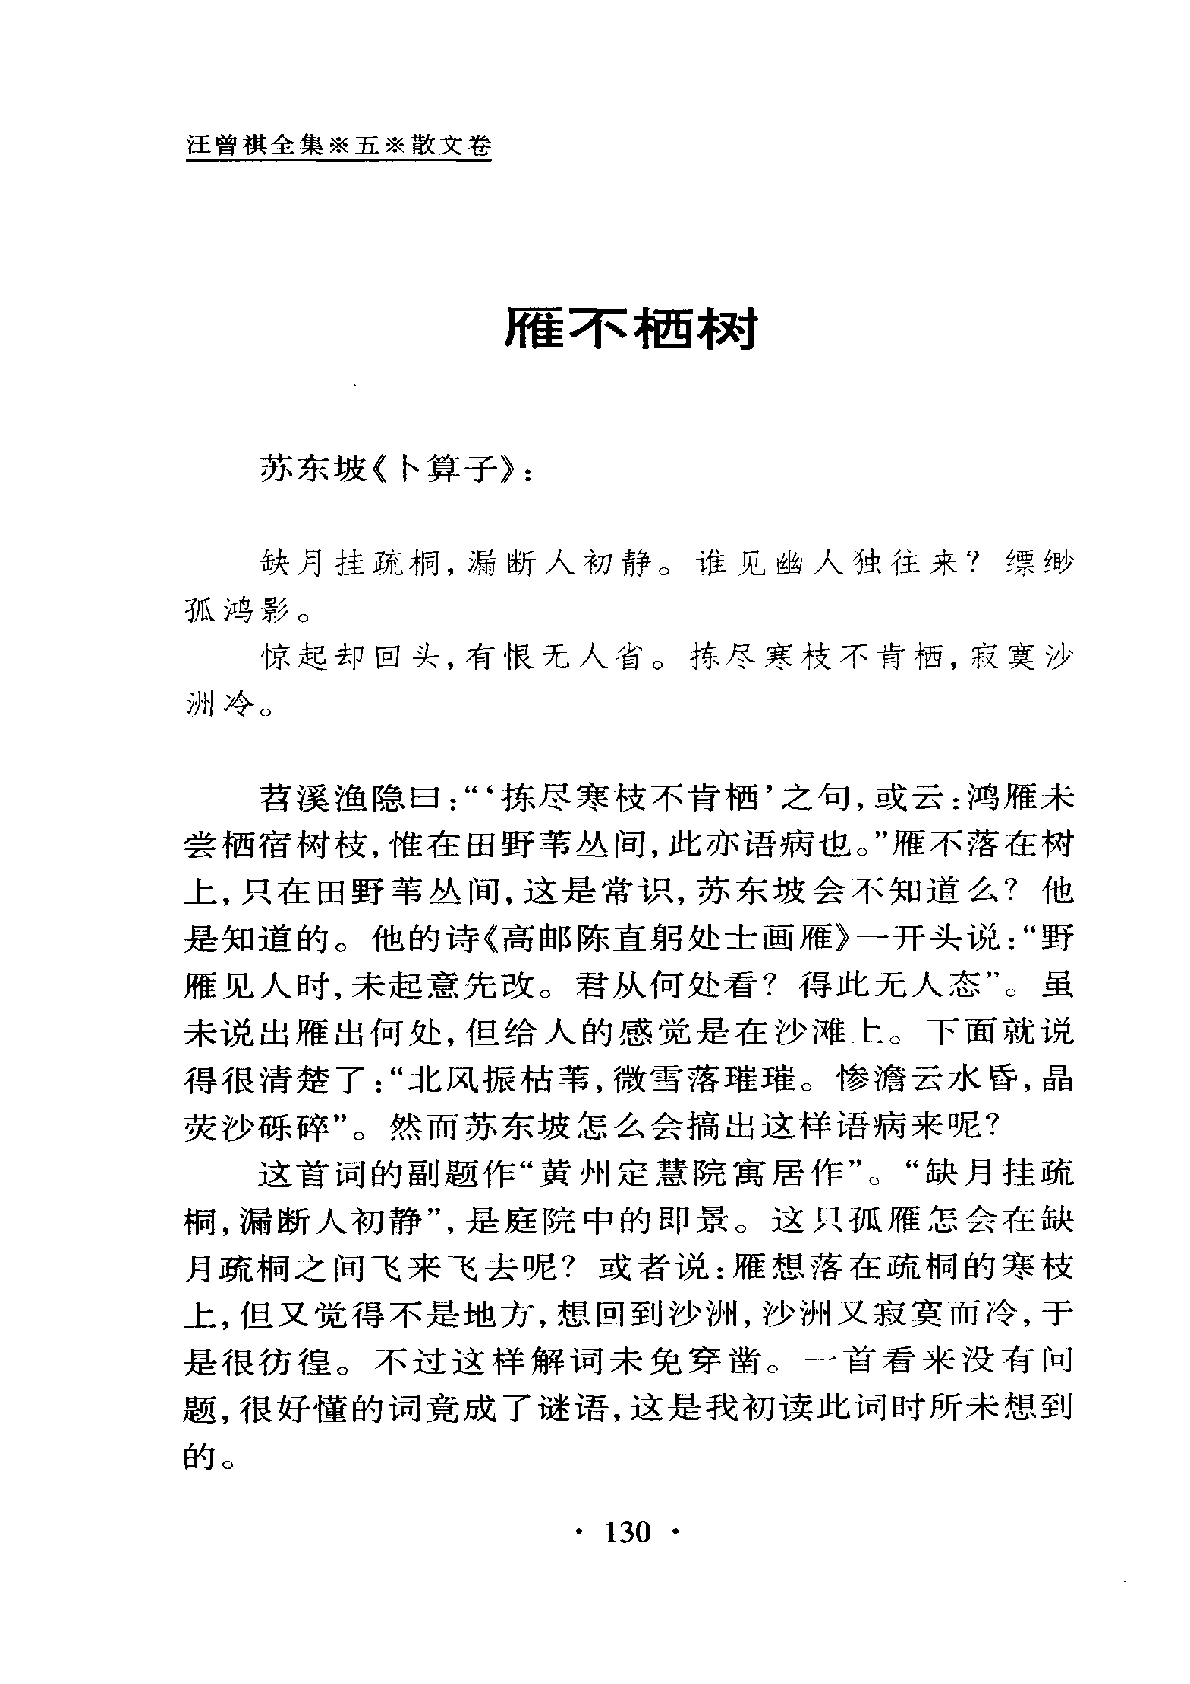 汪曾祺全集※五※散文卷
雁不栖树
苏东坡《卜算子》：
缺月挂疏桐，漏断人初静。谁见幽人独往来？缥缈
孤鸿影。
惊起却回头，有恨无人省。拣尽寒枝不肯栖，寂寞沙
洲冷。
苕溪渔隐曰：“‘拣尽寒枝不肯栖’之句，或云：鸿雁未
尝栖宿树枝，惟在田野苇丛间，此亦语病也。”雁不落在树
上，只在田野苇丛间，这是常识，苏东坡会不知道么？他
是知道的。他的诗《高邮陈直躬处士画雁》一开头说：“野
雁见人时，未起意先改。君从何处看？得此无人态”。虽
未说出雁出何处，但给人的感觉是在沙滩上。下面就说
得很清楚了：“北风振枯苇，微雪落璀璀。惨澹云水昏，晶
荧沙砾碎”。然而苏东坡怎么会搞出这样语病来呢？
这首词的副题作“黄州定慧院寓居作”。“缺月挂疏
桐，漏断人初静”，是庭院中的即景。这只孤雁怎会在缺
月疏桐之间飞来飞去呢？或者说：雁想落在疏桐的寒枝
上，但又觉得不是地方，想回到沙洲，沙洲又寂寞而冷，于
是很彷徨。不过这样解词未免穿凿。一首看来没有问
题，很好懂的词竟成了谜语，这是我初读此词时所未想到
的。
· 130 ·